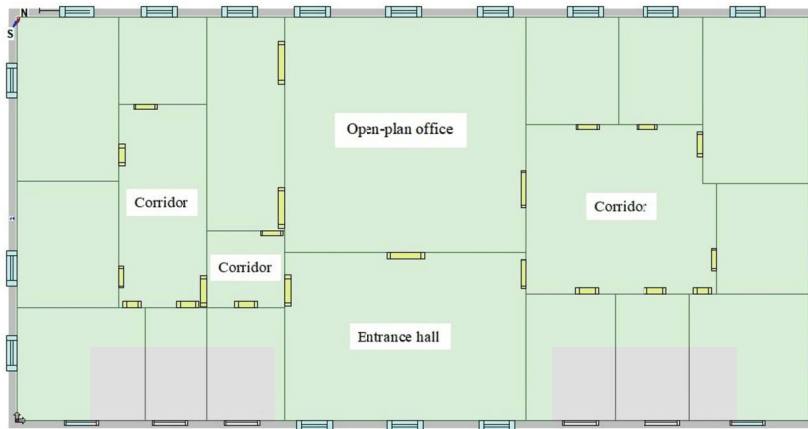 N
S
Open-plan office
Corridor
Corridor
Corridor
Entrance hall